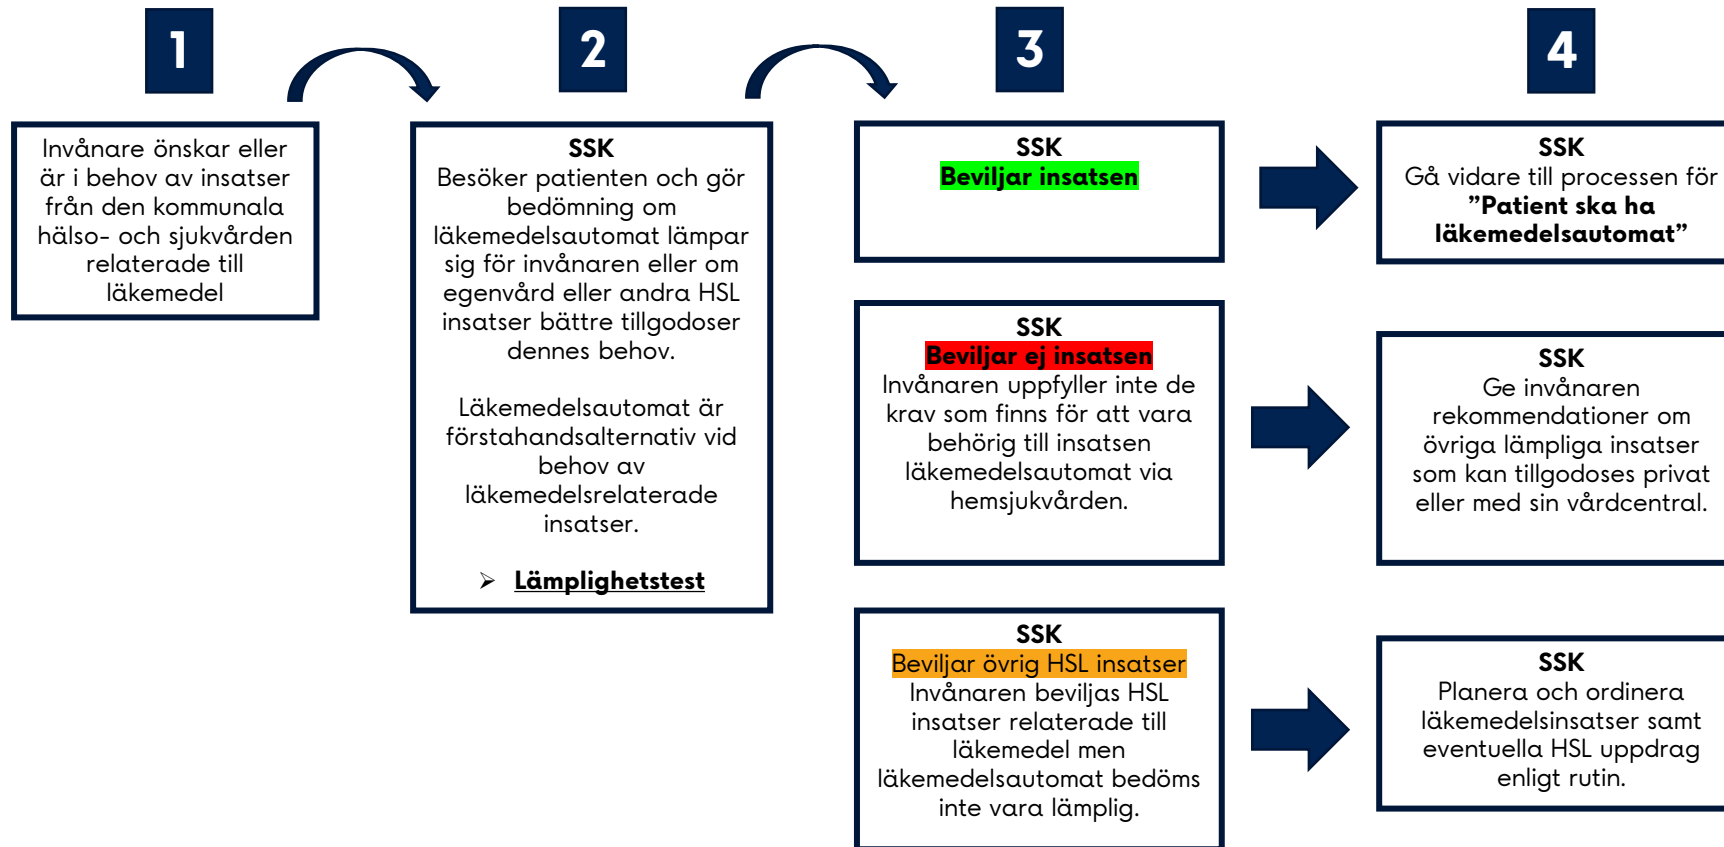 1
Invånare önskar eller
är i behov av insatser
från den kommunala
hälso- och sjukvården
relaterade till
läkemedel
2
SSK
Besöker patienten och gör
bedömning om
läkemedelsautomat lämpar
sig för invånaren eller om
egenvård eller andra HSL
insatser bättre tillgodoser
dennes behov.
Läkemedelsautomat är
förstahandsalternativ vid
behov av
läkemedelsrelaterade
insatser.
➢ Lämplighetstest
3
SSK
Beviljar insatsen
SSK
Beviljar ej insatsen
Invånaren uppfyller inte de
krav som finns för att vara
behörig till insatsen
läkemedelsautomat via
hemsjukvården.
SSK
Beviljar övrig HSL insatser
Invånaren beviljas HSL
insatser relaterade till
läkemedel men
läkemedelsautomat bedöms
inte vara lämplig.
4
SSK
Gå vidare till processen för
”Patient ska ha
läkemedelsautomat”
SSK
Ge invånaren
rekommendationer om
övriga lämpliga insatser
som kan tillgodoses privat
eller med sin vårdcentral.
SSK
Planera och ordinera
läkemedelsinsatser samt
eventuella HSL uppdrag
enligt rutin.